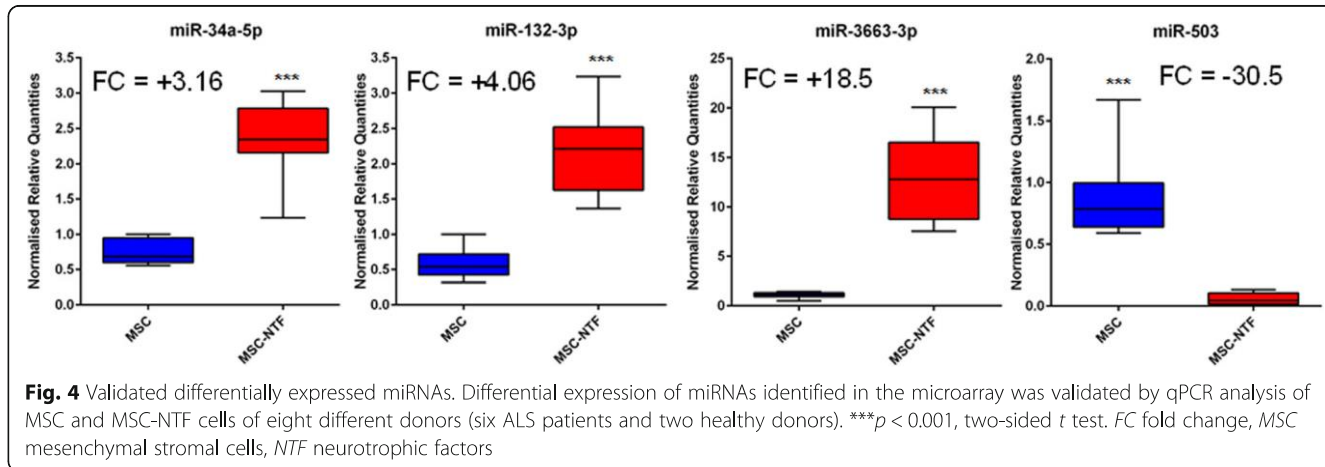 miR-34a-5p
FC = +3.16
***
Normalised Relative Quantities
3.5
3.0
2.5
2.0
1.5
1.0
0.5
0.0
MSC
MSC-NTF
miR-132-3p
FC = +4.06
***
Normalised Relative Quantities
3.5
3.0
2.5
2.0
1.5
1.0
0.5
0.0
MSC
MSC-NTF
miR-3663-3p
FC = +18.5
***
Normalised Relative Quantities
25
20
15
10
5
0
MSC
MSC-NTF
miR-503
***
FC = -30.5
Normalised Relative Quantities
2.0
1.5
1.0
0.5
0.0
MSC
MSC-NTF
Fig. 4 Validated differentially expressed miRNAs. Differential expression of miRNAs identified in the microarray was validated by qPCR analysis of
MSC and MSC-NTF cells of eight different donors (six ALS patients and two healthy donors). ***p < 0.001, two-sided t test. FC fold change, MSC
mesenchymal stromal cells, NTF neurotrophic factors